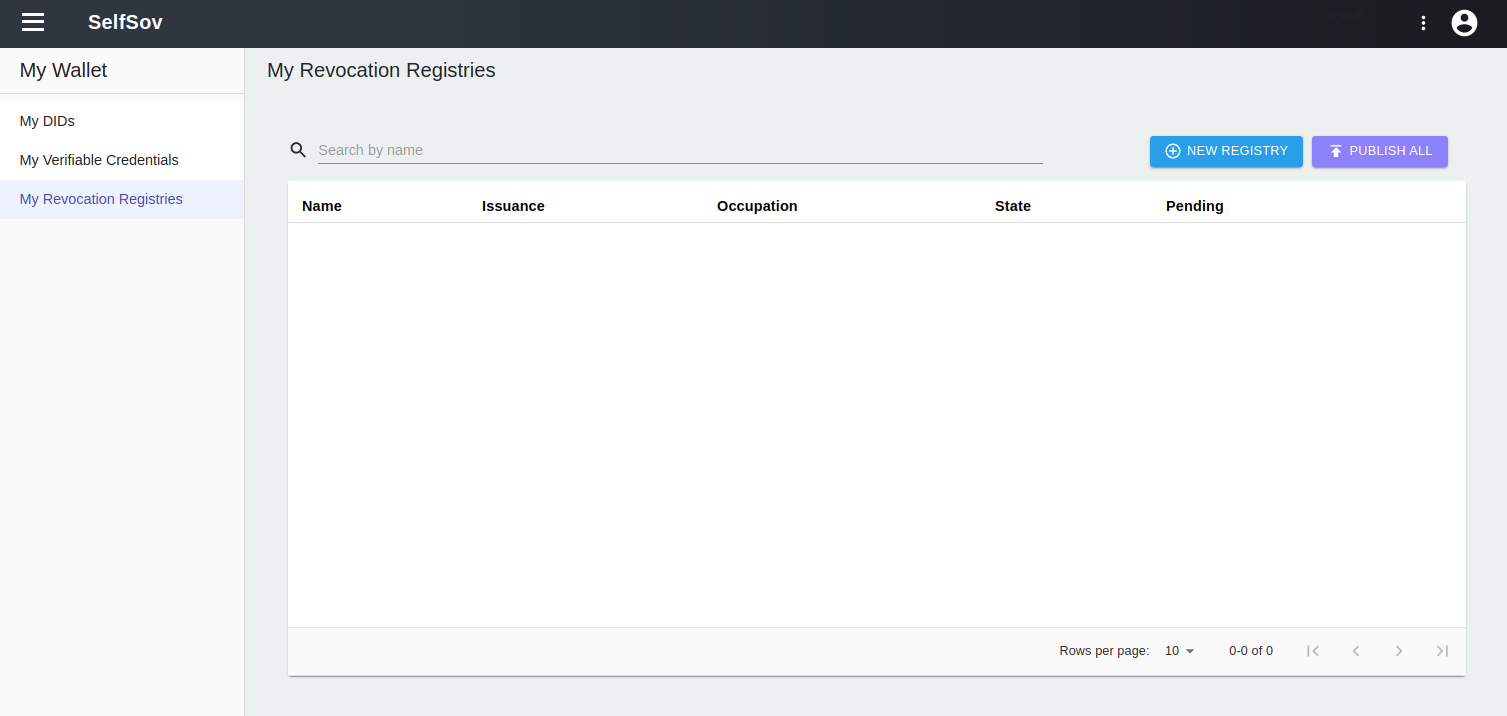 SelfSov
My Wallet
My DIDs
My Verifiable Credentials
My Revocation Registries
My Revocation Registries
Search by name
NEW REGISTRY
PUBLISH ALL
Name Issuance Occupation State Pending
Rows per page: 10 0-0 of 0